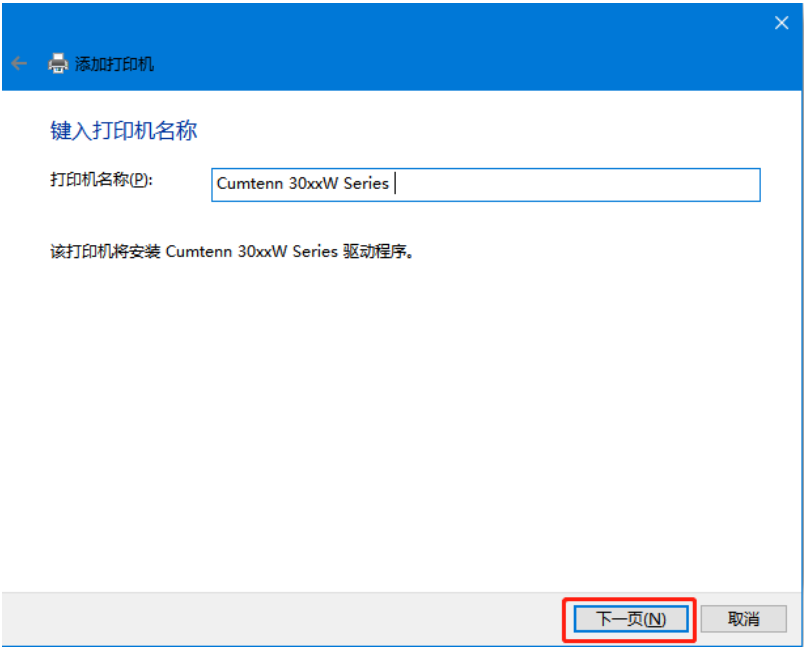 添加打印机
键入打印机名称
打印机名称(P): Cumtenn 30xxW Series
该打印机将安装 Cumtenn 30xxW Series 驱动程序。
下一页(N) 取消